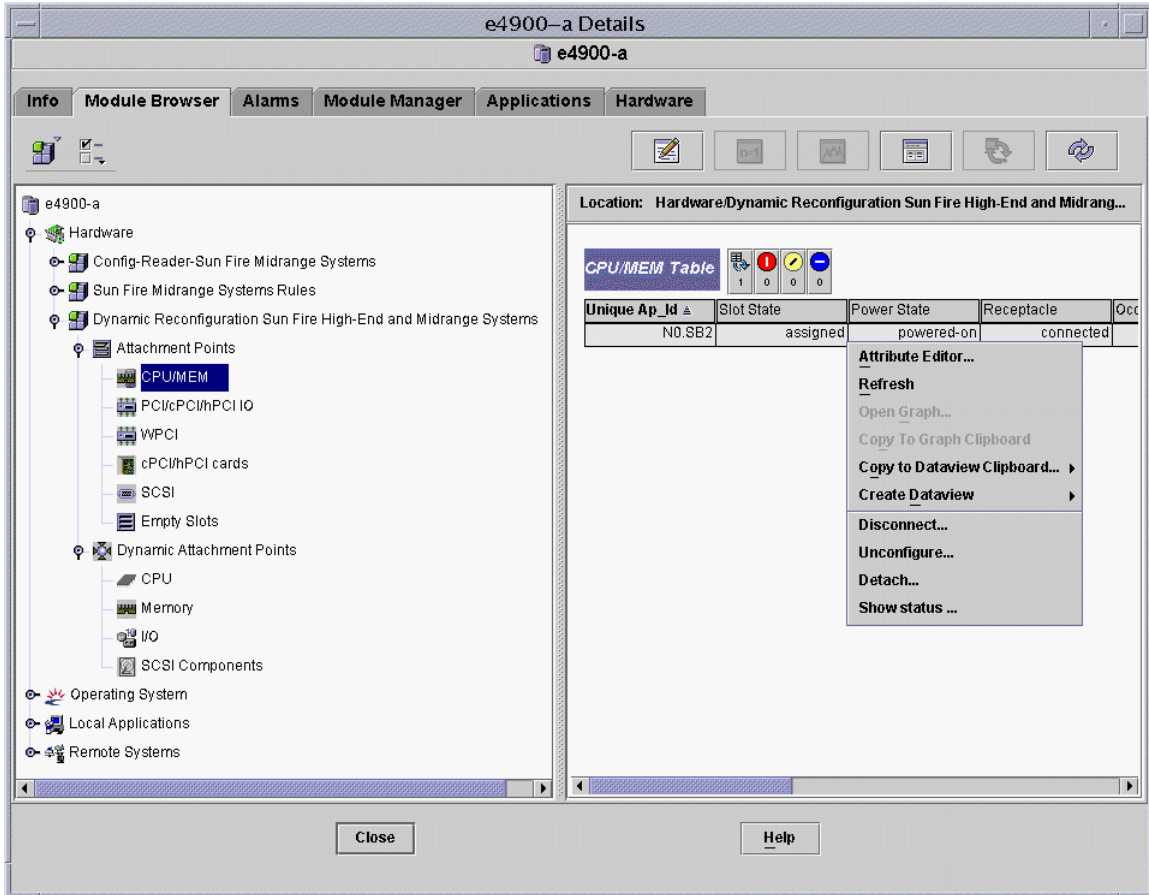 e4900–a Details
e4900-a
Info Module Browser Alarms Module Manager Applications Hardware
n=1
e4900-a
Hardware
Config-Reader-Sun Fire Midrange Systems
Sun Fire Midrange Systems Rules
Dynamic Reconfiguration Sun Fire High-End and Midrange Systems
Attachment Points
CPU/MEM
PCI/cPCI/hPCI IO
WPCI
cPCI/hPCI cards
SCSI
Empty Slots
Dynamic Attachment Points
CPU
Memory
I/O
SCSI Components
Operating System
Local Applications
Remote Systems
Location: Hardware/Dynamic Reconfiguration Sun Fire High-End and Midrang...
CPU/MEM Table
1 0 0 0
Unique Ap_Id Slot State Power State Receptacle Occ
N0.SB2 assigned powered-on connected
Attribute Editor...
Refresh
Open Graph...
Copy To Graph Clipboard
Copy to Dataview Clipboard...
Create Dataview
Disconnect...
Unconfigure...
Detach...
Show status ...
Close Help